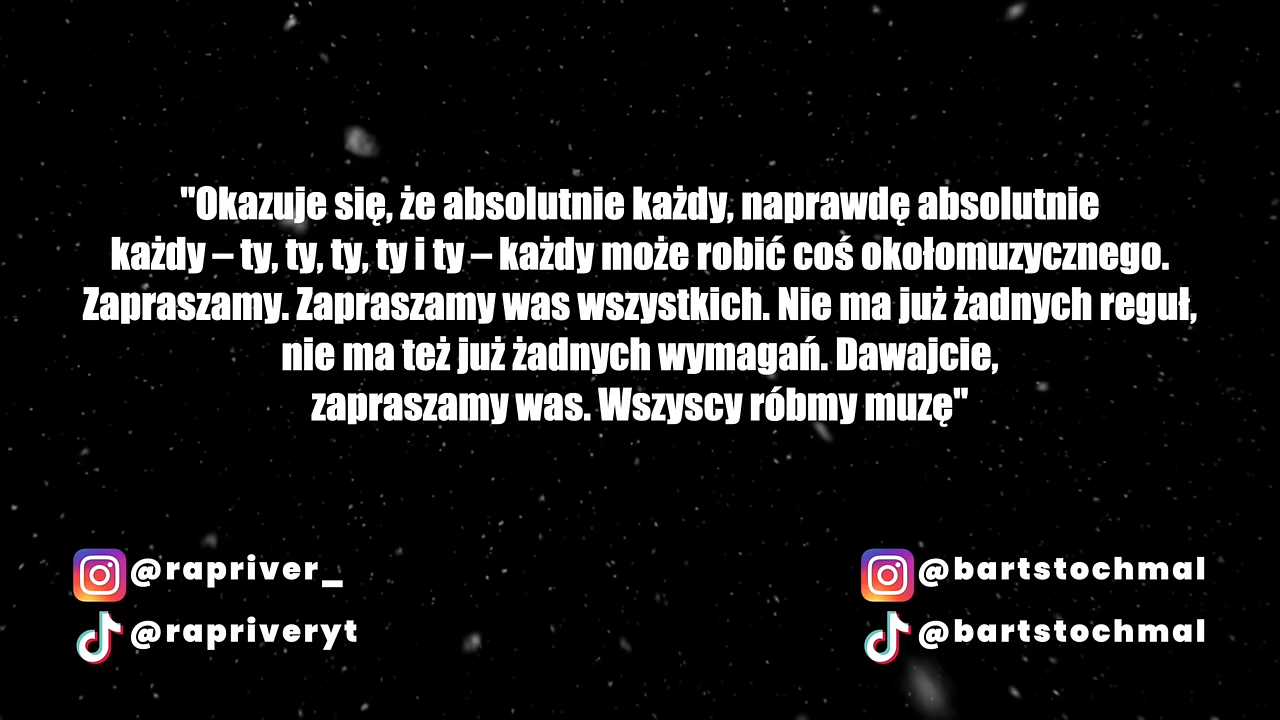 "Okazuje się, że absolutnie każdy, naprawdę absolutnie
każdy – ty, ty, ty, ty i ty – każdy może robić coś okołomuzycznego.
Zapraszamy. Zapraszamy was wszystkich. Nie ma już żadnych reguł,
nie ma też już żadnych wymagań. Dawajcie,
zapraszamy was. Wszyscy róbmy muzę"
@rapriver_
@rapriveryt
@bartstochmal
@bartstochmal